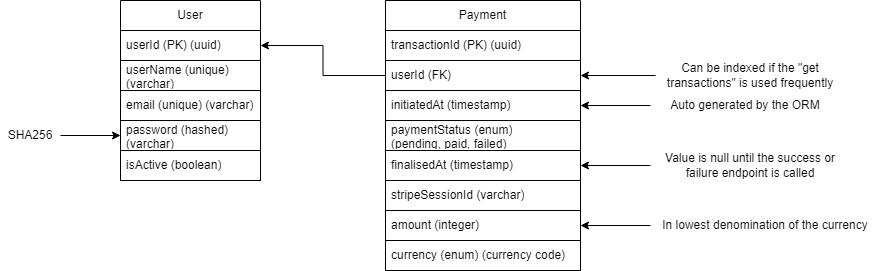 User
userId (PK) (uuid)
userName (unique)
(varchar)
email (unique) (varchar)
SHA256
password (hashed)
(varchar)
isActive (boolean)
Payment
transactionId (PK) (uuid)
userId (FK)
initiatedAt (timestamp)
paymentStatus (enum)
(pending, paid, failed)
finalisedAt (timestamp)
stripeSessionId (varchar)
amount (integer)
currency (enum) (currency code)
Can be indexed if the "get
transactions" is used frequently
Auto generated by the ORM
Value is null until the success or
failure endpoint is called
In lowest denomination of the currency